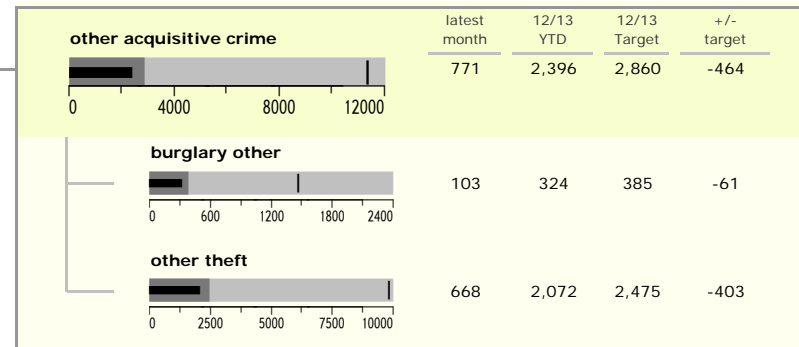 latest 12/13 12/13 +/-
month YTD Target target
other acquisitive crime
771 2,396 2,860 -464
0 4000 8000 12000
burglary other
103 324 385 -61
0 600 1200 1800 2400
other theft
668 2,072 2,475 -403
0 2500 5000 7500 10000